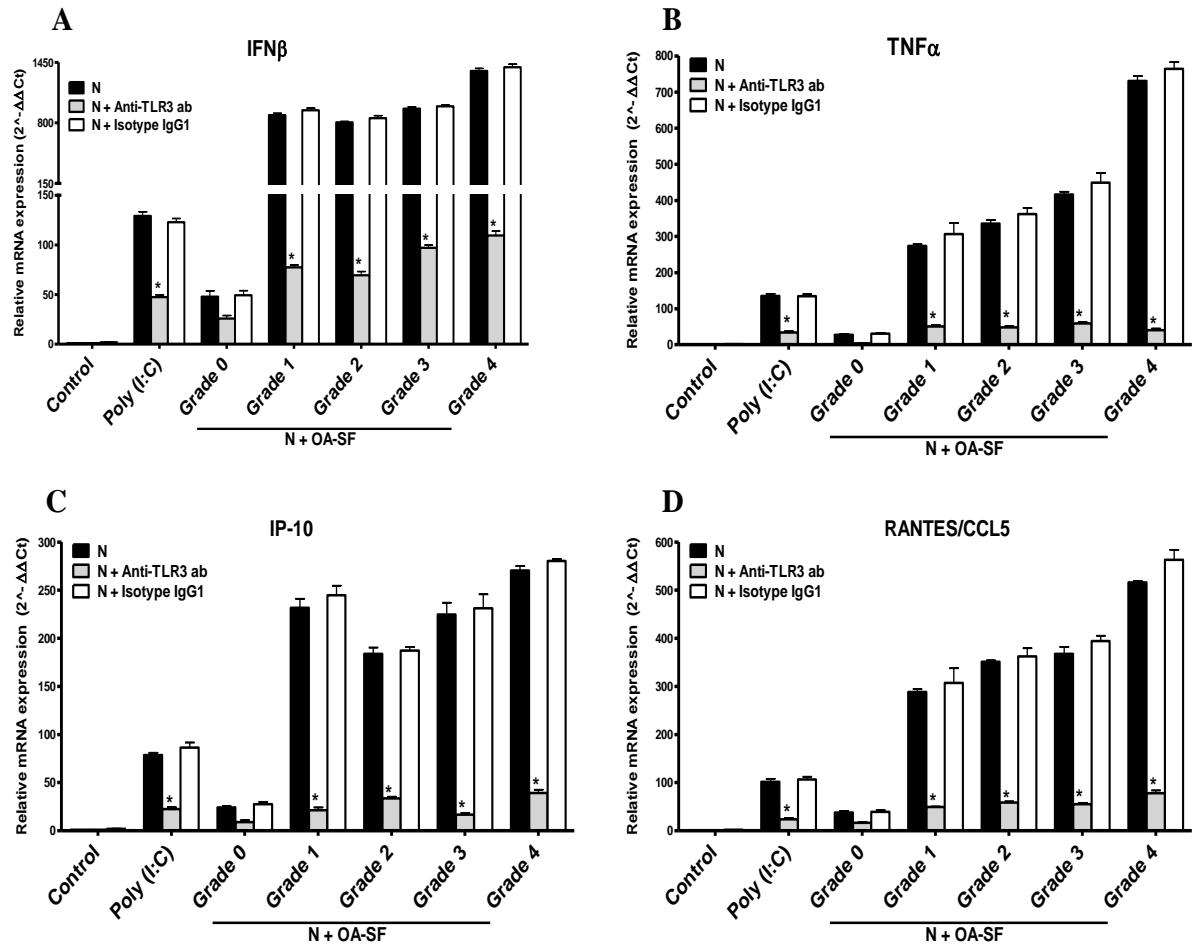 A
IFNβ
N
N + Anti-TLR3 ab
N + Isotype IgG1
Relative mRNA expression (2^-ΔΔCt)
1450
800
150
150
100
50
0
*
*
*
*
*
Control
Poly (I:C)
Grade 0
Grade 1
Grade 2
Grade 3
Grade 4
N + OA-SF
B
TNFα
N
N + Anti-TLR3 ab
N + Isotype IgG1
Relative mRNA expression (2^-ΔΔCt)
800
700
600
500
400
300
200
100
0
*
*
*
*
*
Control
Poly (I:C)
Grade 0
Grade 1
Grade 2
Grade 3
Grade 4
N + OA-SF
C
IP-10
N
N + Anti-TLR3 ab
N + Isotype IgG1
Relative mRNA expression (2^- ΔΔCt)
300
250
200
150
100
50
0
*
*
*
*
*
Control
Poly (I:C)
Grade 0
Grade 1
Grade 2
Grade 3
Grade 4
N + OA-SF
D
RANTES/CCL5
N
N + Anti-TLR3 ab
N + Isotype IgG1
Relative mRNA expression (2^- ΔΔCt)
600
500
400
300
200
100
0
*
*
*
*
*
Control
Poly (I:C)
Grade 0
Grade 1
Grade 2
Grade 3
Grade 4
N + OA-SF